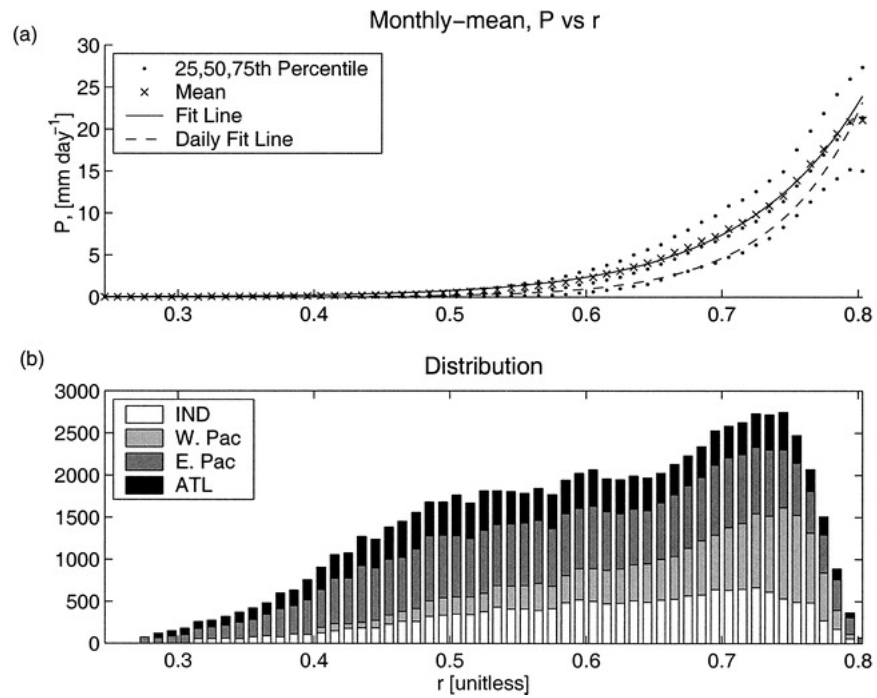 Monthly-mean, P vs r
(a)
30
25
20
15
10
5
0
P, [mm day⁻¹]
25,50,75th Percentile
Mean
Fit Line
Daily Fit Line
0.3 0.4 0.5 0.6 0.7 0.8
(b)
Distribution
3000
2500
2000
1500
1000
500
0
IND
W. Pac
E. Pac
ATL
0.3 0.4 0.5 0.6 0.7 0.8
r [unitless]